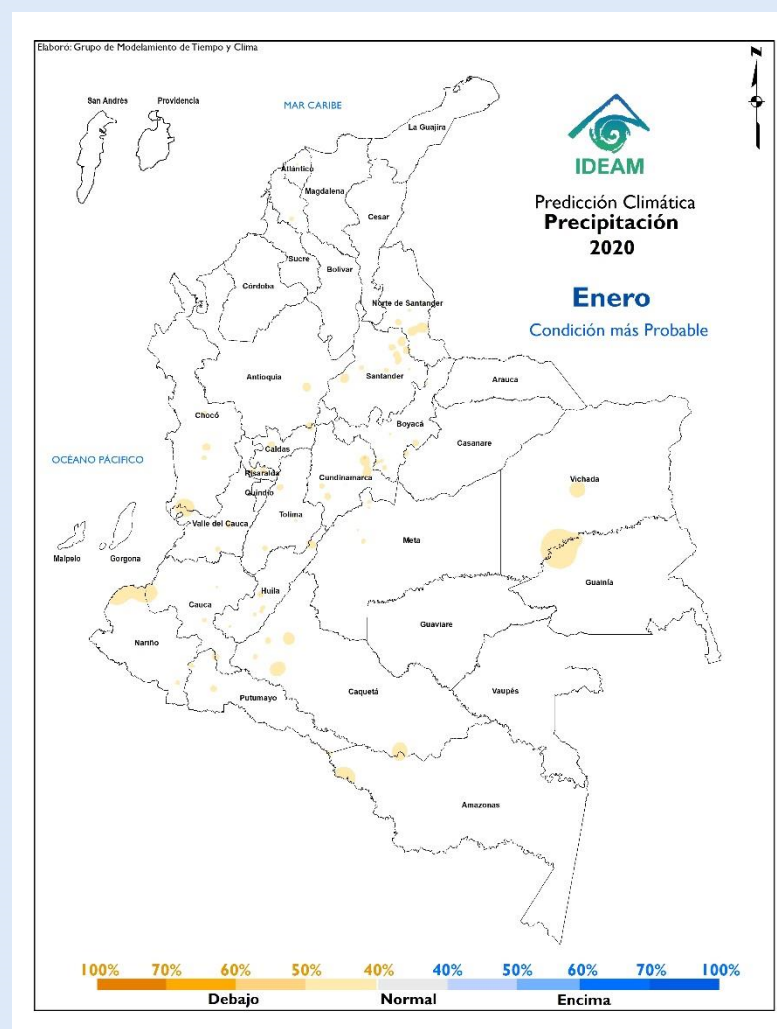 Elaboró: Grupo de Modelamiento de Tiempo y Clima
N
San Andrés
Providencia
MAR CARIBE
La Guajira
IDEAM
Predicción Climática
Precipitación
2020
Enero
Condición más Probable
Atlántico
Magdalena
Cesar
Sucre
Bolívar
Córdoba
Norte de Santander
Antioquia
Santander
Arauca
Chocó
Boyacá
Casanare
OCÉANO PÁCIFICO
Caldas
Risaralda
Cundinamarca
Vichada
Quindío
Tolima
Valle del Cauca
Meta
Malpelo
Gorgona
Guainía
Huila
Cauca
Guaviare
Nariño
Caquetá
Vaupés
Putumayo
Amazonas
100% 70% 60% 50% 40% 40% 50% 60% 70% 100%
Debajo Normal Encima